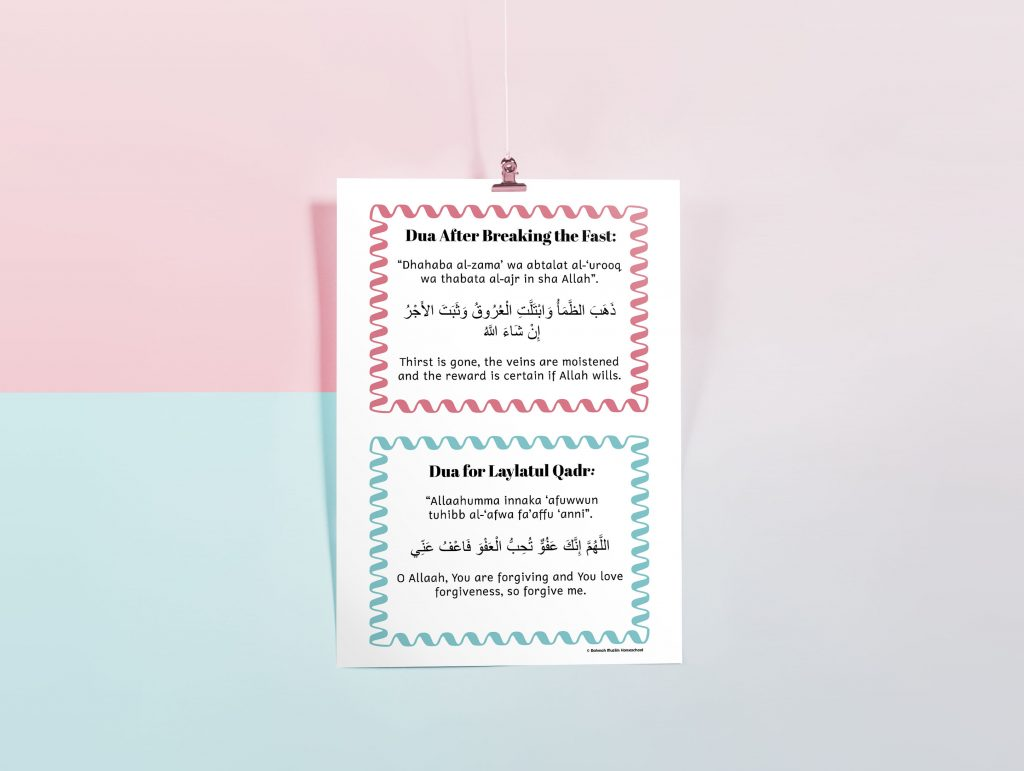 Dua After Breaking the Fast:
“Dhahaba al-zama’ wa abtalat al-‘urooq
wa thabata al-ajr in sha Allah”.
ذَهَبَ الظَّمَأُ وَابْتَلَّتِ الْعُرُوقُ وَثَبَتَ الأَجْرُ
إِنْ شَاءَ اللَّهُ
Thirst is gone, the veins are moistened
and the reward is certain if Allah wills.
Dua for Laylatul Qadr:
“Allaahumma innaka ‘afuwwun
tuhibb al-‘afwa fa’affu ‘anni”.
اللَّهُمَّ إِنَّكَ عَفُوٌّ تُحِبُّ الْعَفْوَ فَاعْفُ عَنِّي
O Allaah, You are forgiving and You love
forgiveness, so forgive me.
© Rahmah Muslim Homeschool